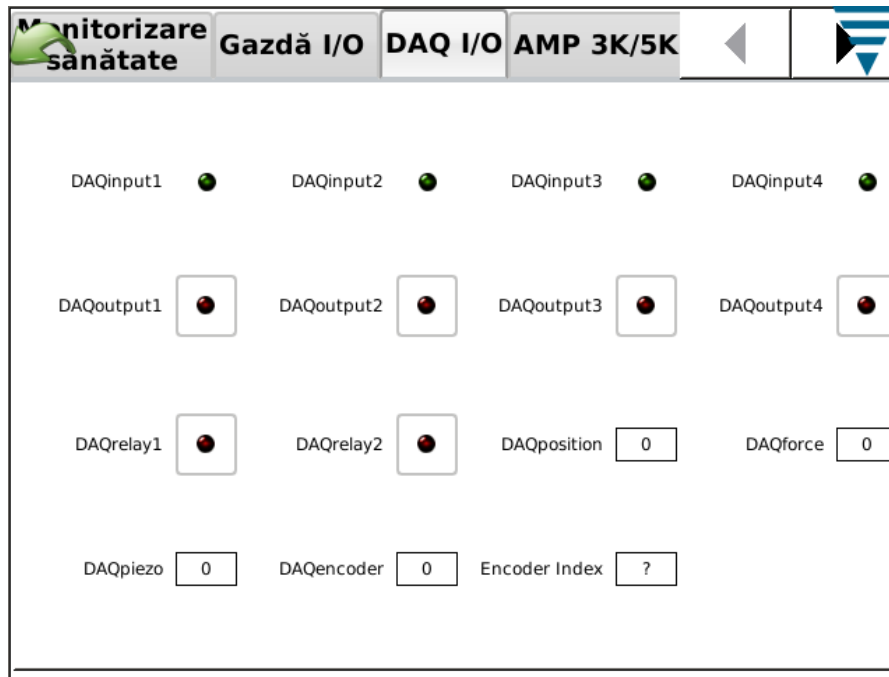 Monitorizare
sănătate
Gazdă I/O
DAQ I/O
AMP 3K/5K
DAQinput1
DAQinput2
DAQinput3
DAQinput4
DAQoutput1
DAQoutput2
DAQoutput3
DAQoutput4
DAQrelay1
DAQrelay2
DAQposition 0
DAQforce 0
DAQpiezo 0
DAQencoder 0
Encoder Index ?